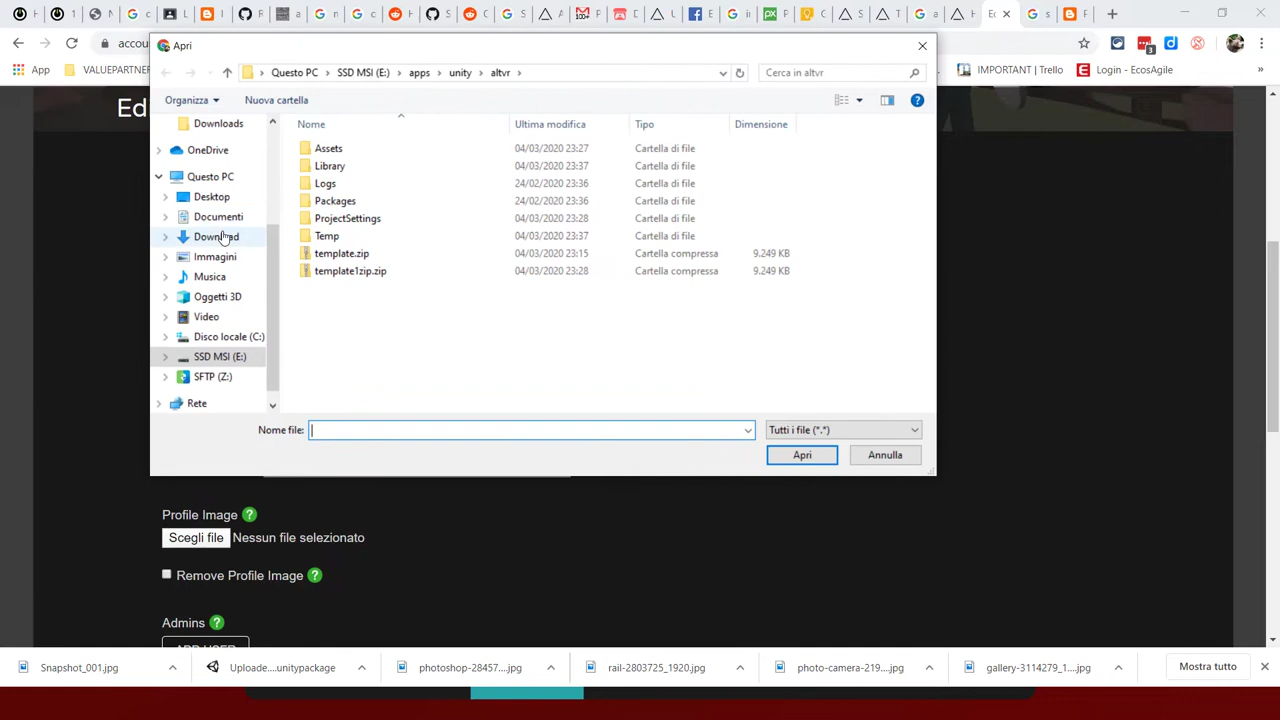 100+
Apri
accou
3
App
VALUEPARTNER
IMPORTANT | Trello
Login - EcosAgile
»
Questo PC > SSD MSI (E:) > apps > unity > altvr >
Cerca in altvr
Organizza
Nuova cartella
Nome
Ultima modifica
Tipo
Dimensione
Downloads
OneDrive
Questo PC
Desktop
Documenti
Download
Immagini
Musica
Oggetti 3D
Video
Disco locale (C:)
SSD MSI (E:)
SFTP (Z:)
Rete
Assets 04/03/2020 23:27 Cartella di file
Library 04/03/2020 23:37 Cartella di file
Logs 24/02/2020 23:36 Cartella di file
Packages 24/02/2020 23:36 Cartella di file
ProjectSettings 04/03/2020 23:28 Cartella di file
Temp 04/03/2020 23:37 Cartella di file
template.zip 04/03/2020 23:15 Cartella compressa 9.249 KB
template1zip.zip 04/03/2020 23:28 Cartella compressa 9.249 KB
Nome file:
Tutti i file (*.*)
Apri
Annulla
Profile Image ?
Scegli file Nessun file selezionato
Remove Profile Image ?
Admins ?
Snapshot_001.jpg
Uploade....unitypackage
photoshop-28457....jpg
rail-2803725_1920.jpg
photo-camera-219....jpg
gallery-3114279_1....jpg
Mostra tutto